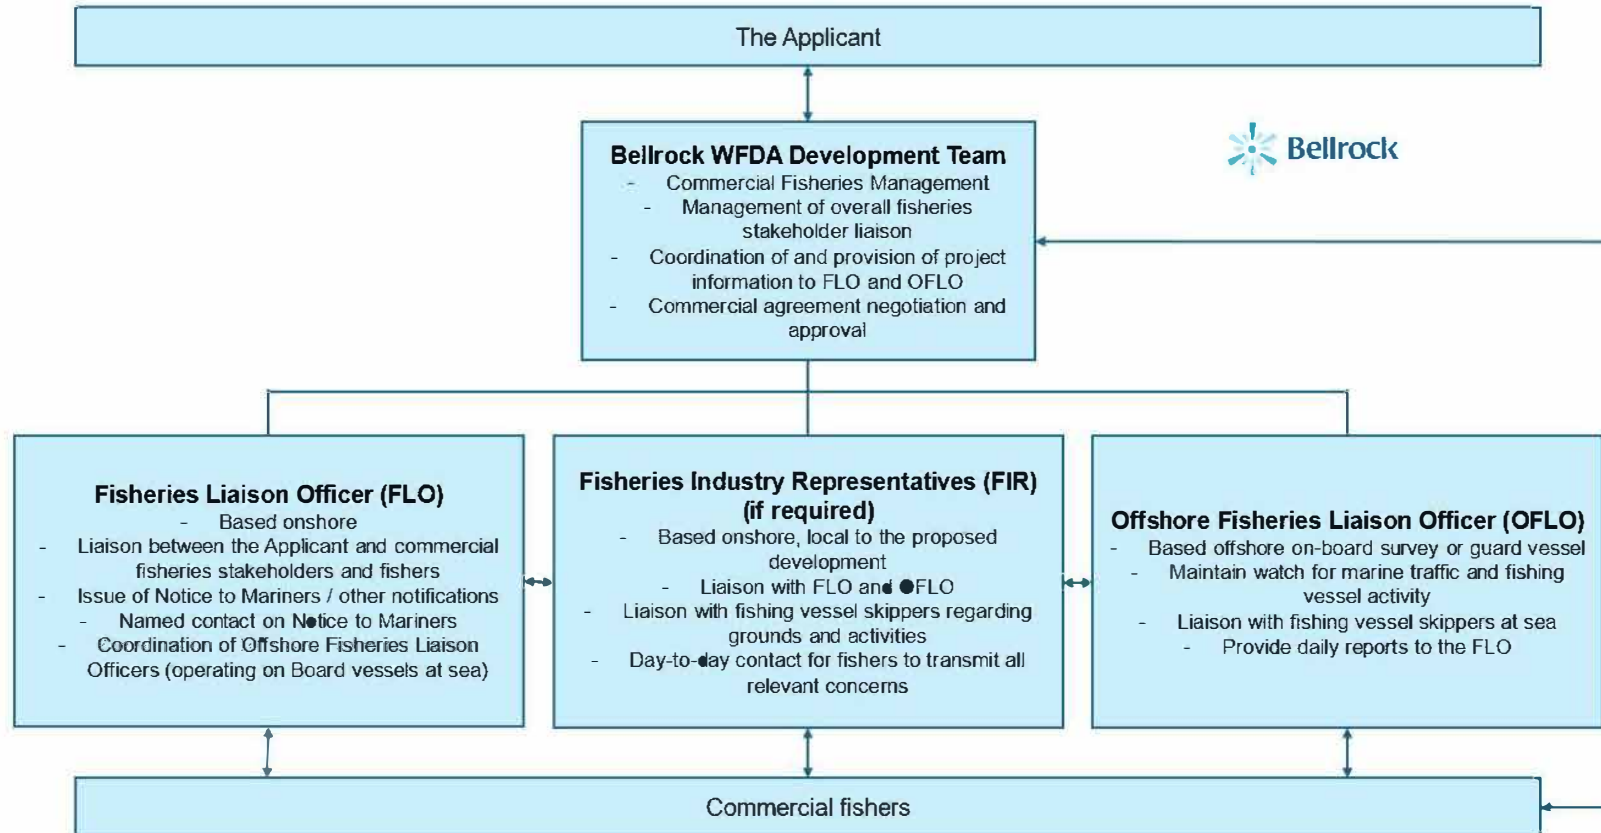 The Applicant
Bellrock WFDA Development Team
- Commercial Fisheries Management
- Management of overall fisheries
stakeholder liaison
- Coordination of and provision of project
information to FLO and OFLO
- Commercial agreement negotiation and
approval
Bellrock
Fisheries Liaison Officer (FLO)
- Based onshore
- Liaison between the Applicant and commercial
fisheries stakeholders and fishers
- Issue of Notice to Mariners / other notifications
- Named contact on Notice to Mariners
- Coordination of Offshore Fisheries Liaison
Officers (operating on Board vessels at sea)
Fisheries Industry Representatives (FIR)
(if required)
- Based onshore, local to the proposed
development
- Liaison with FLO and OFLO
- Liaison with fishing vessel skippers regarding
grounds and activities
- Day-to-day contact for fishers to transmit all
relevant concerns
Offshore Fisheries Liaison Officer (OFLO)
- Based offshore on-board survey or guard vessel
- Maintain watch for marine traffic and fishing
vessel activity
- Liaison with fishing vessel skippers at sea
- Provide daily reports to the FLO
Commercial fishers